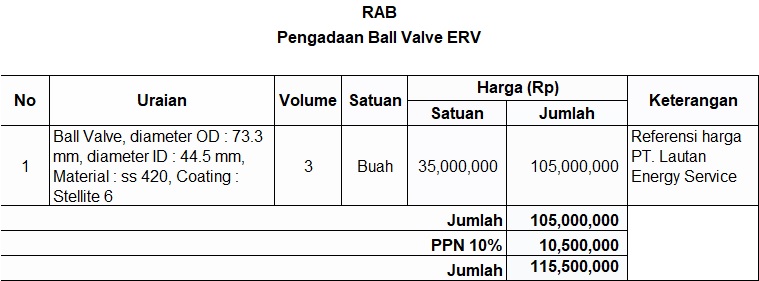 RAB
Pengadaan Ball Valve ERV
No Uraian Volume Satuan Harga (Rp) Keterangan
Satuan Jumlah
1 Ball Valve, diameter OD : 73.3 3 Buah 35,000,000 105,000,000 Referensi harga
mm, diameter ID : 44.5 mm, PT. Lautan
Material : ss 420, Coating : Energy Service
Stellite 6
Jumlah 105,000,000
PPN 10% 10,500,000
Jumlah 115,500,000